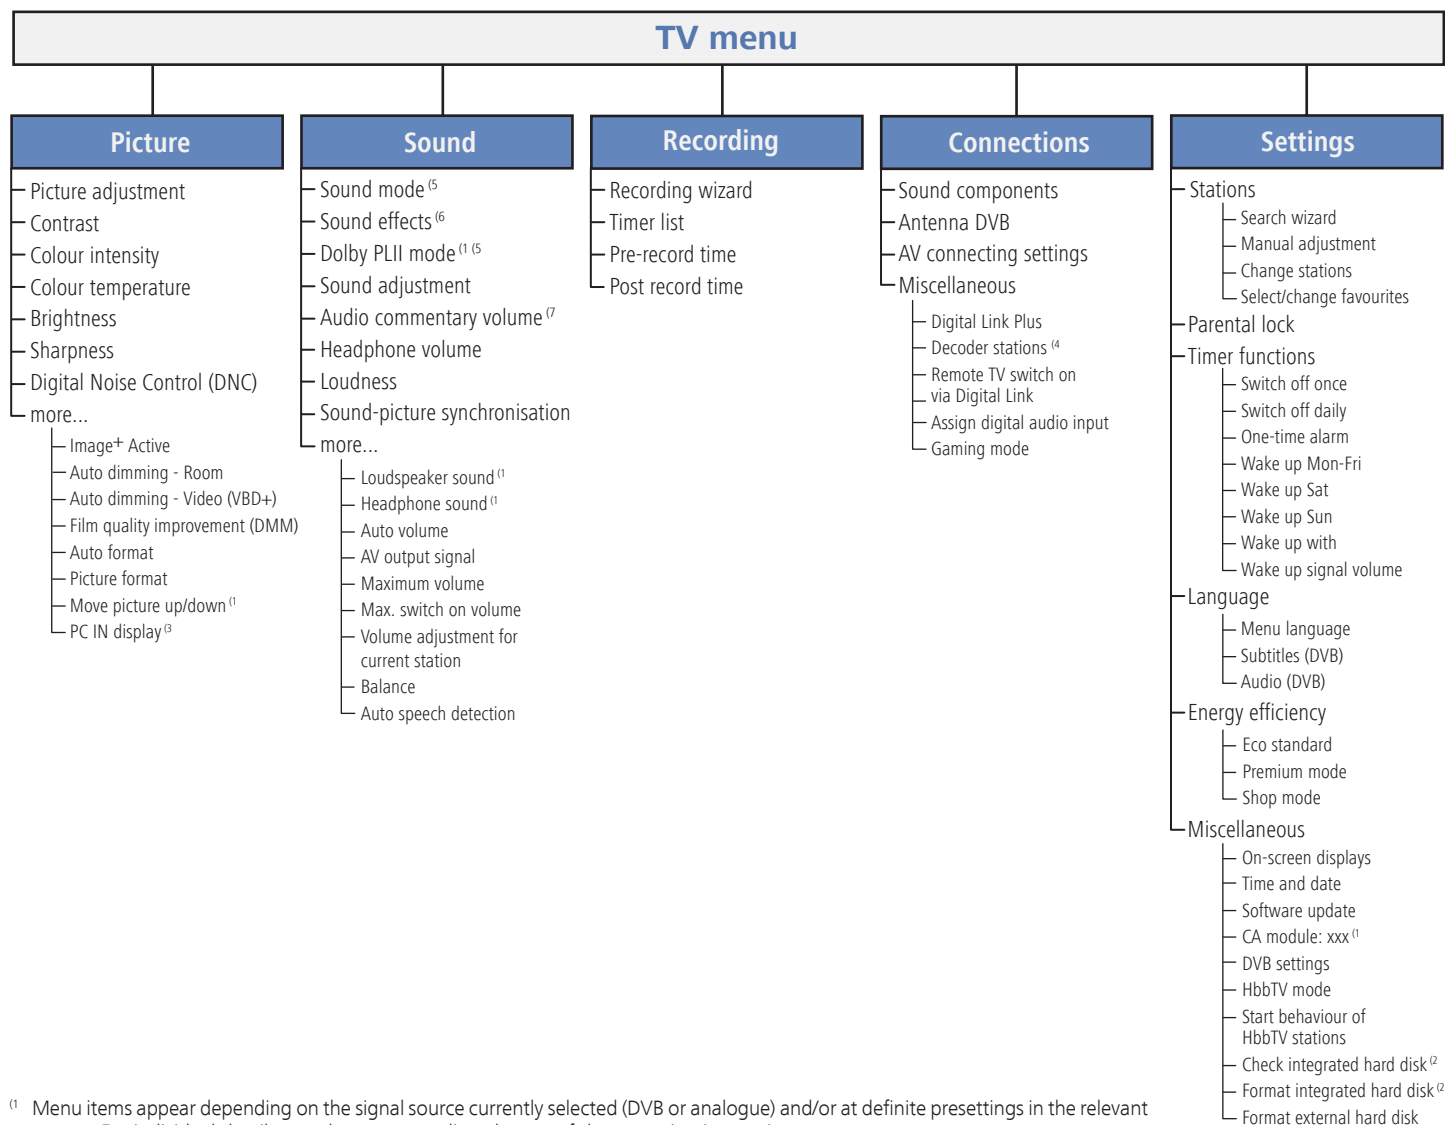 TV menu
Picture
Picture adjustment
Contrast
Colour intensity
Colour temperature
Brightness
Sharpness
Digital Noise Control (DNC)
more...
Image+ Active
Auto dimming - Room
Auto dimming - Video (VBD+)
Film quality improvement (DMM)
Auto format
Picture format
Move picture up/down (1
PC IN display (3
Sound
Sound mode (5
Sound effects (6
Dolby PLII mode (1 (5
Sound adjustment
Audio commentary volume (7
Headphone volume
Loudness
Sound-picture synchronisation
more...
Loudspeaker sound (1
Headphone sound (1
Auto volume
AV output signal
Maximum volume
Max. switch on volume
Volume adjustment for
current station
Balance
Auto speech detection
Recording
Recording wizard
Timer list
Pre-record time
Post record time
Connections
Sound components
Antenna DVB
AV connecting settings
Miscellaneous
Digital Link Plus
Decoder stations (4
Remote TV switch on
via Digital Link
Assign digital audio input
Gaming mode
Settings
Stations
Search wizard
Manual adjustment
Change stations
Select/change favourites
Parental lock
Timer functions
Switch off once
Switch off daily
One-time alarm
Wake up Mon-Fri
Wake up Sat
Wake up Sun
Wake up with
Wake up signal volume
Language
Menu language
Subtitles (DVB)
Audio (DVB)
Energy efficiency
Eco standard
Premium mode
Shop mode
Miscellaneous
On-screen displays
Time and date
Software update
CA module: xxx (1
DVB settings
HbbTV mode
Start behaviour of
HbbTV stations
Check integrated hard disk (2
Format integrated hard disk (2
Format external hard disk
(1 Menu items appear depending on the signal source currently selected (DVB or analogue) and/or at definite presettings in the relevant